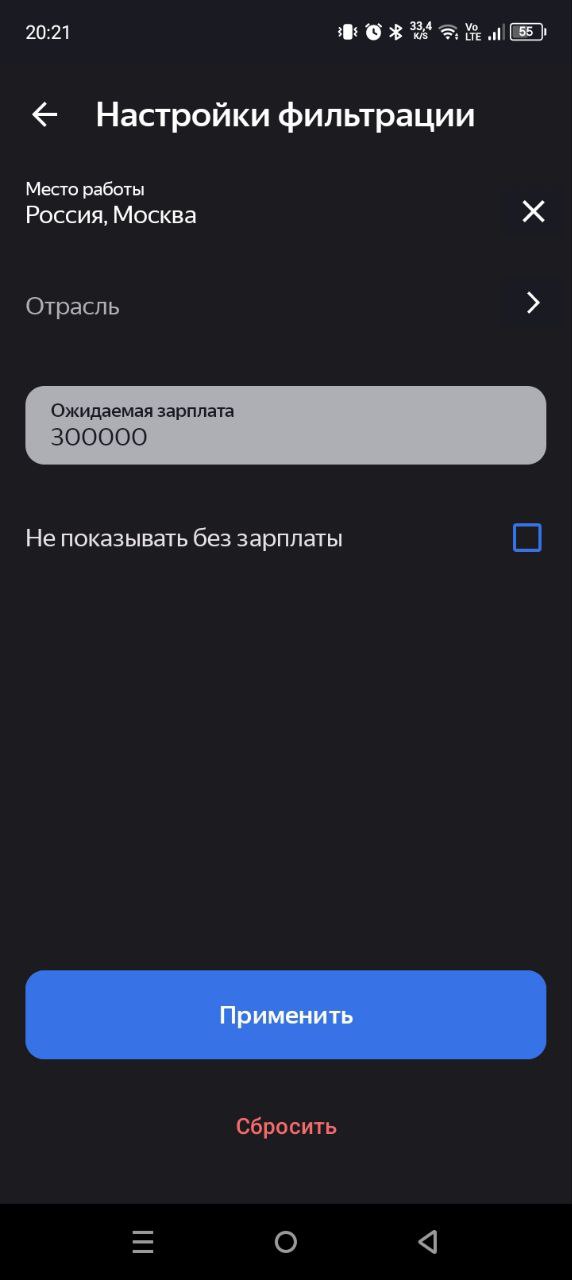 20:21
33,4
K/S
Vo
LTE
55
Настройки фильтрации
Место работы
Россия, Москва
Отрасль
Ожидаемая зарплата
300000
Не показывать без зарплаты
Применить
Сбросить